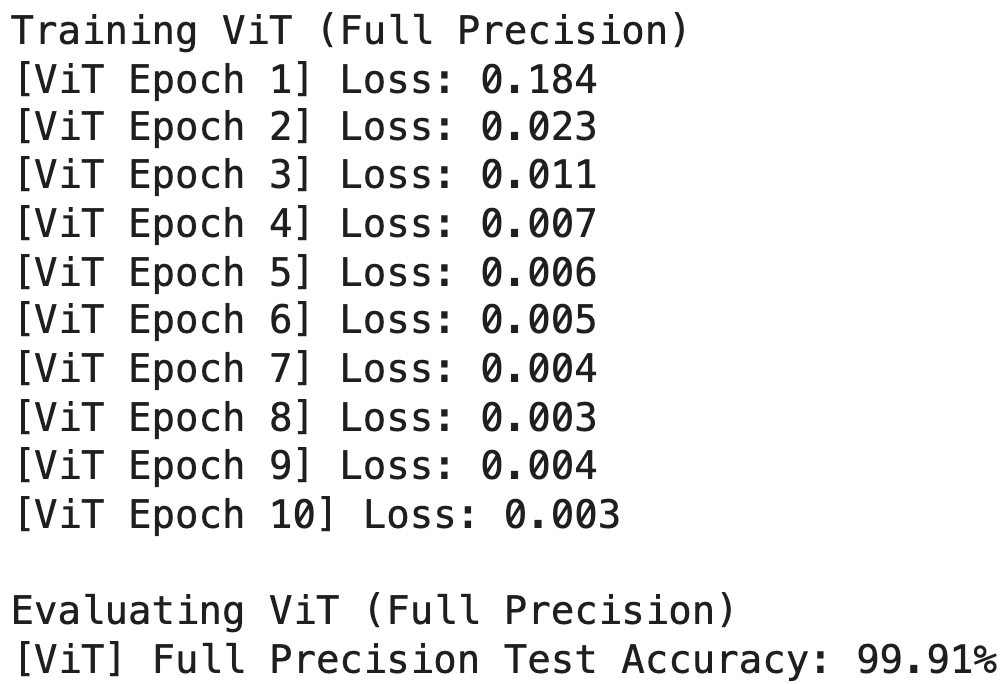 Training ViT (Full Precision)
[ViT Epoch 1] Loss: 0.184
[ViT Epoch 2] Loss: 0.023
[ViT Epoch 3] Loss: 0.011
[ViT Epoch 4] Loss: 0.007
[ViT Epoch 5] Loss: 0.006
[ViT Epoch 6] Loss: 0.005
[ViT Epoch 7] Loss: 0.004
[ViT Epoch 8] Loss: 0.003
[ViT Epoch 9] Loss: 0.004
[ViT Epoch 10] Loss: 0.003

Evaluating ViT (Full Precision)
[ViT] Full Precision Test Accuracy: 99.91%